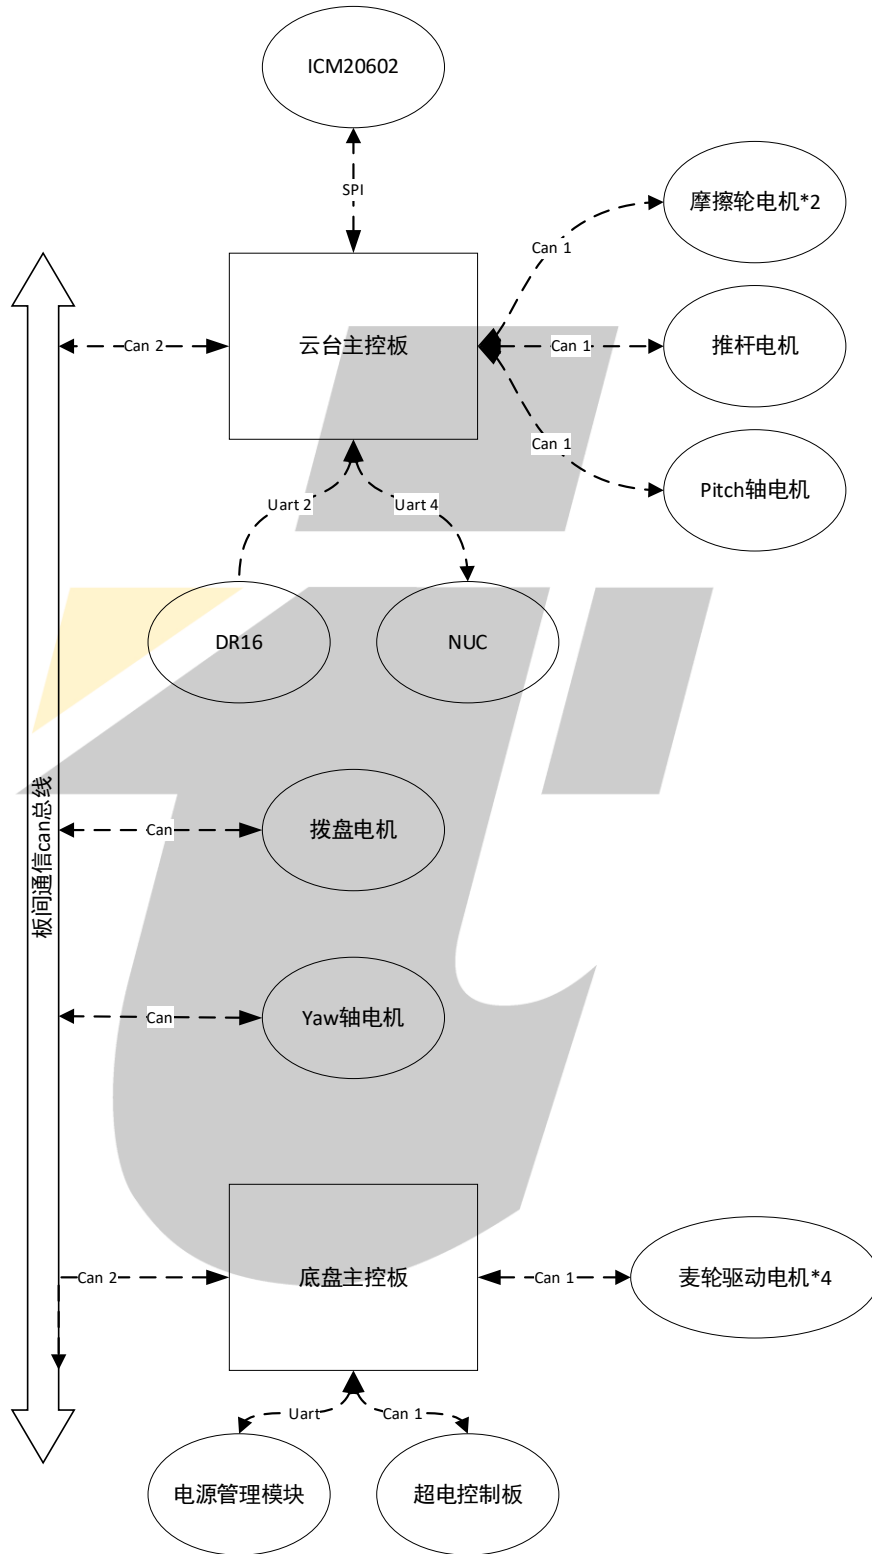 ICM20602
SPI
摩擦轮电机*2
Can 1
云台主控板
Can 2
Can 1
推杆电机
Can 1
Pitch轴电机
Uart 2
Uart 4
DR16
NUC
板间通信can总线
Can
拨盘电机
Can
Yaw轴电机
Can 2
底盘主控板
Can 1
麦轮驱动电机*4
Uart
Can 1
电源管理模块
超电控制板